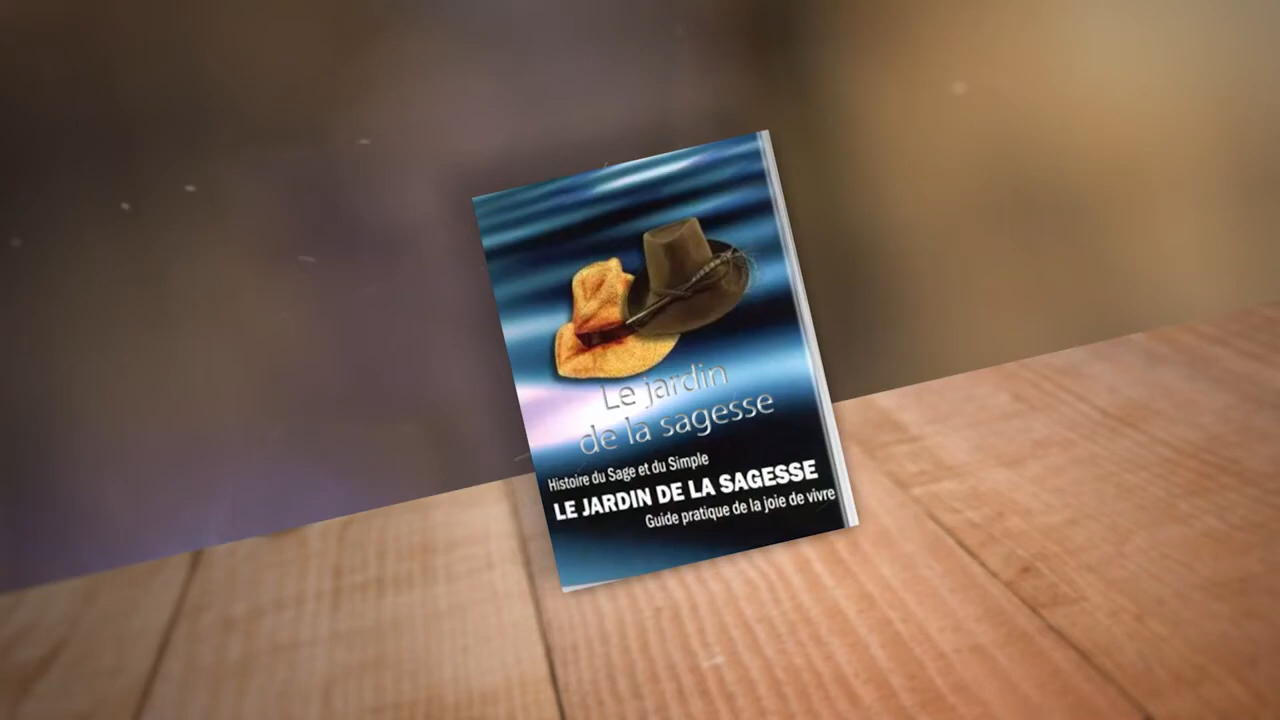 Le jardin
de la sagesse
Histoire du Sage et du Simple
LE JARDIN DE LA SAGESSE
Guide pratique de la joie de vivre